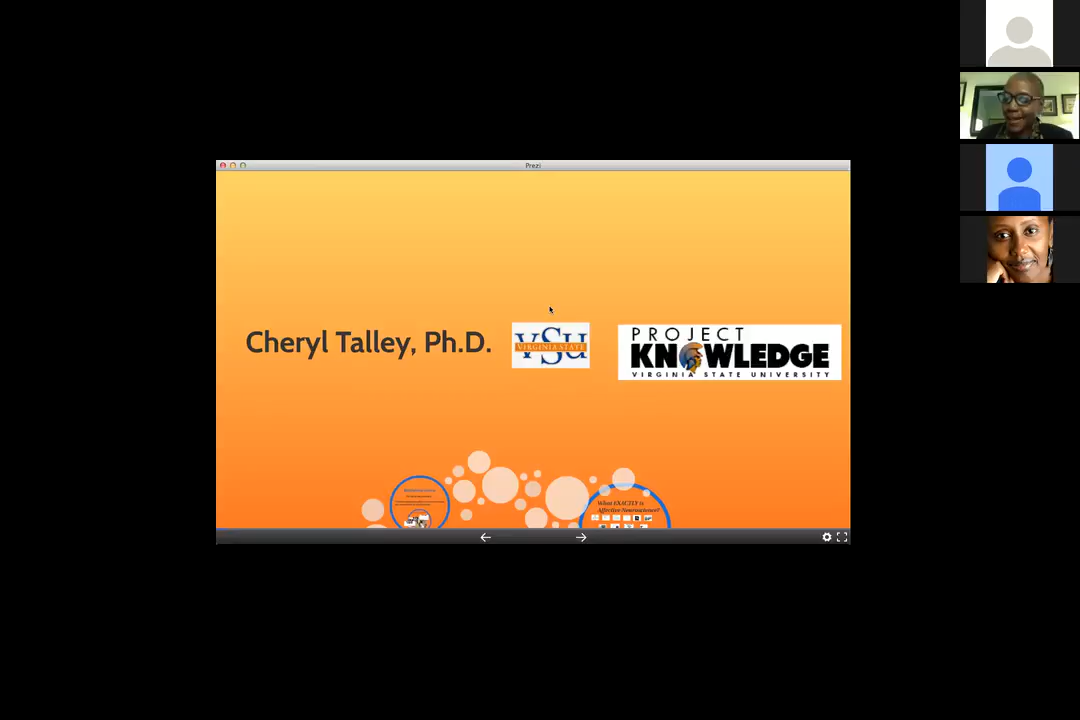 Prezi
Cheryl Talley, Ph.D.
VSU
VIRGINIA STATE
PROJECT
KNOWLEDGE
VIRGINIA STATE UNIVERSITY
What EXACTLY is
Affective Neuroscience?